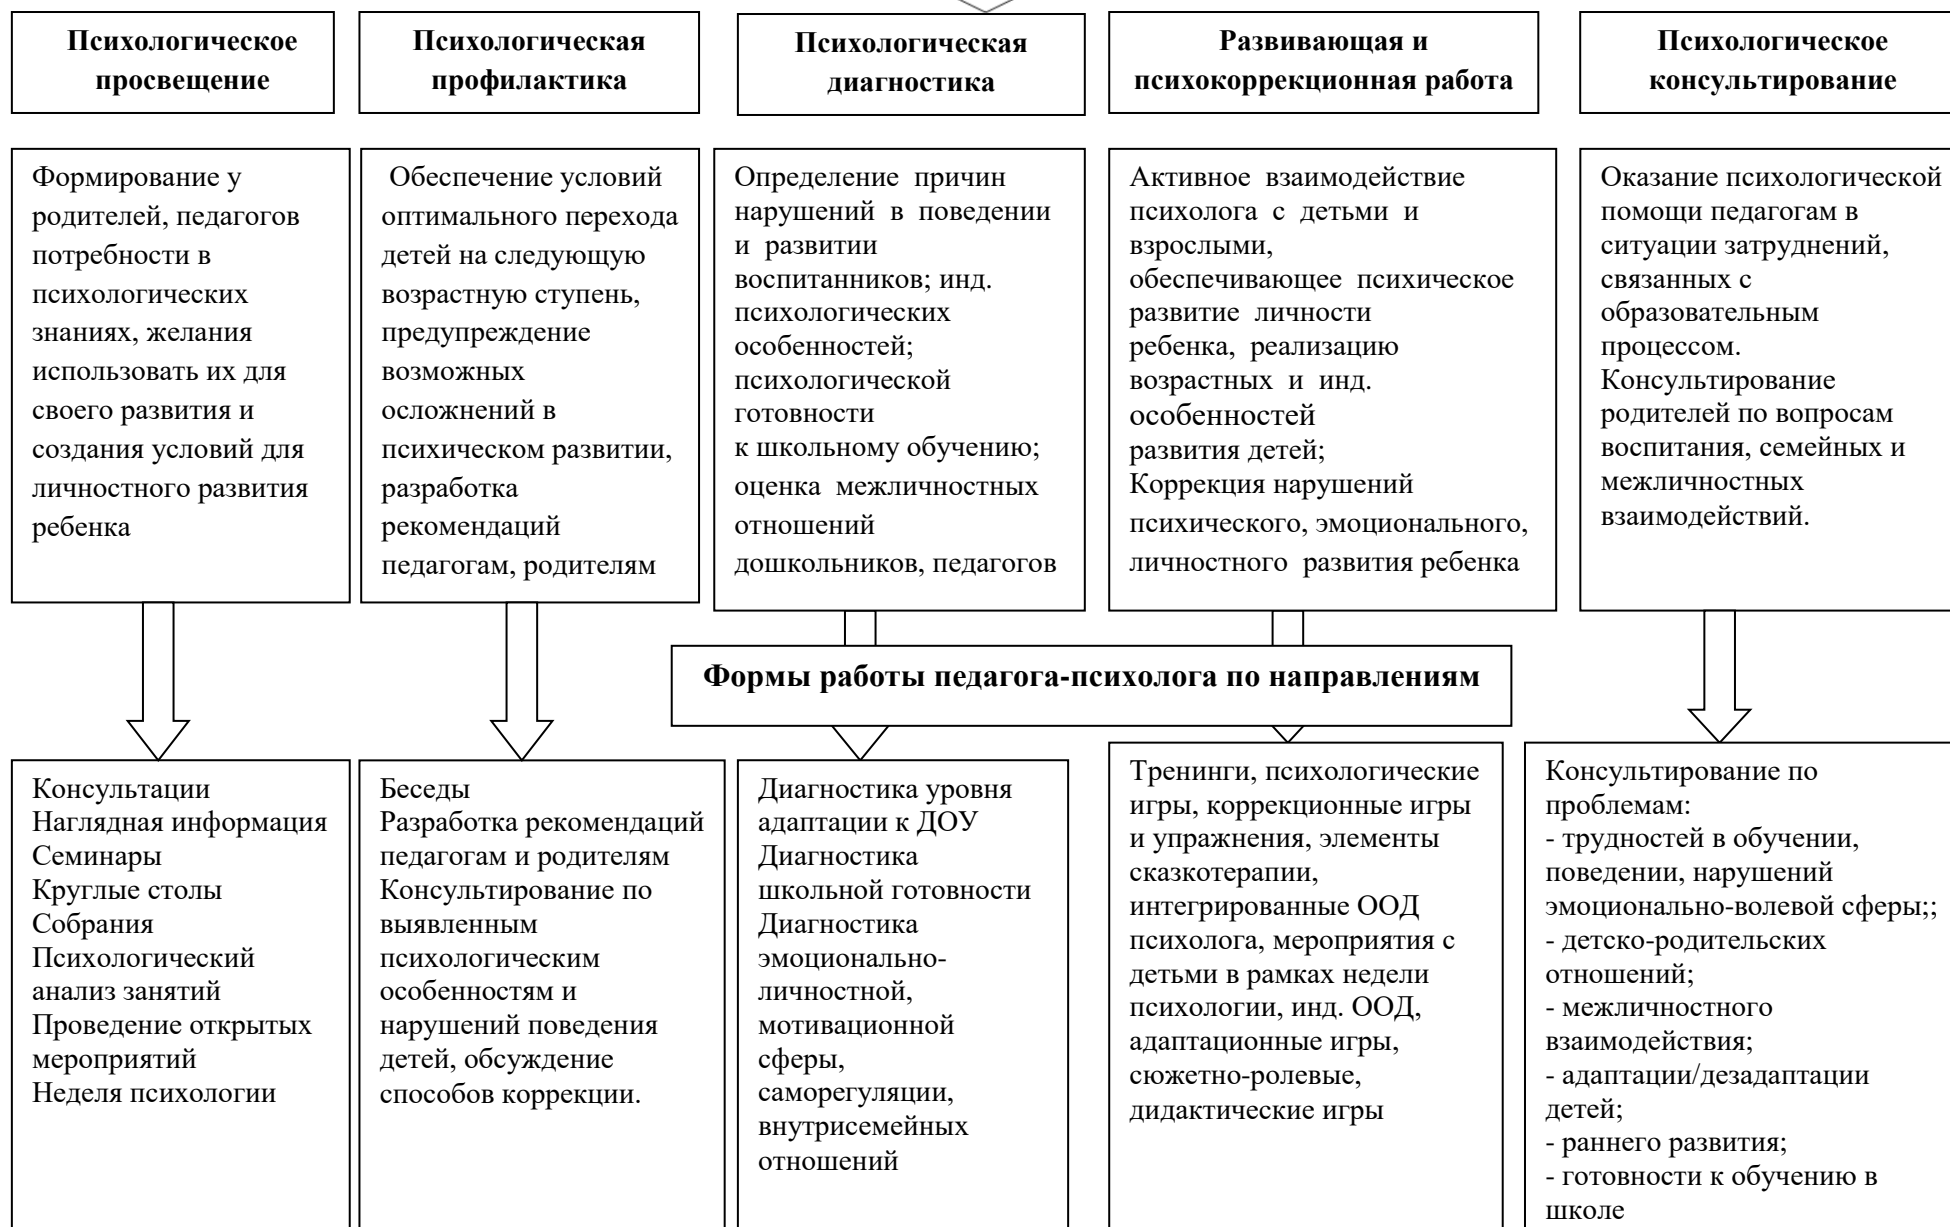 Психологическое
просвещение
Психологическая
профилактика
Психологическая
диагностика
Развивающая и
психокоррекционная работа
Психологическое
консультирование
Формирование у
родителей, педагогов
потребности в
психологических
знаниях, желания
использовать их для
своего развития и
создания условий для
личностного развития
ребенка
Обеспечение условий
оптимального перехода
детей на следующую
возрастную ступень,
предупреждение
возможных
осложнений в
психическом развитии,
разработка
рекомендаций
педагогам, родителям
Определение причин
нарушений в поведении
и развитии
воспитанников; инд.
психологических
особенностей;
психологической
готовности
к школьному обучению;
оценка межличностных
отношений
дошкольников, педагогов
Активное взаимодействие
психолога с детьми и
взрослыми,
обеспечивающее психическое
развитие личности
ребенка, реализацию
возрастных и инд.
особенностей
развития детей;
Коррекция нарушений
психического, эмоционального,
личностного развития ребенка
Оказание психологической
помощи педагогам в
ситуации затруднений,
связанных с
образовательным
процессом.
Консультирование
родителей по вопросам
воспитания, семейных и
межличностных
взаимодействий.
Формы работы педагога-психолога по направлениям
Консультации
Наглядная информация
Семинары
Круглые столы
Собрания
Психологический
анализ занятий
Проведение открытых
мероприятий
Неделя психологии
Беседы
Разработка рекомендаций
педагогам и родителям
Консультирование по
выявленным
психологическим
особенностям и
нарушений поведения
детей, обсуждение
способов коррекции.
Диагностика уровня
адаптации к ДОУ
Диагностика
школьной готовности
Диагностика
эмоционально-
личностной,
мотивационной
сферы,
саморегуляции,
внутрисемейных
отношений
Тренинги, психологические
игры, коррекционные игры
и упражнения, элементы
сказкотерапии,
интегрированные ООД
психолога, мероприятия с
детьми в рамках недели
психологии, инд. ООД,
адаптационные игры,
сюжетно-ролевые,
дидактические игры
Консультирование по
проблемам:
- трудностей в обучении,
поведении, нарушений
эмоционально-волевой сферы;;
- детско-родительских
отношений;
- межличностного
взаимодействия;
- адаптации/дезадаптации
детей;
- раннего развития;
- готовности к обучению в
школе